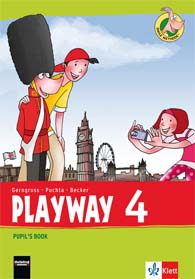 Gerngross · Puchta · Becker
PLAYWAY 4
PUPIL'S BOOK
Klett